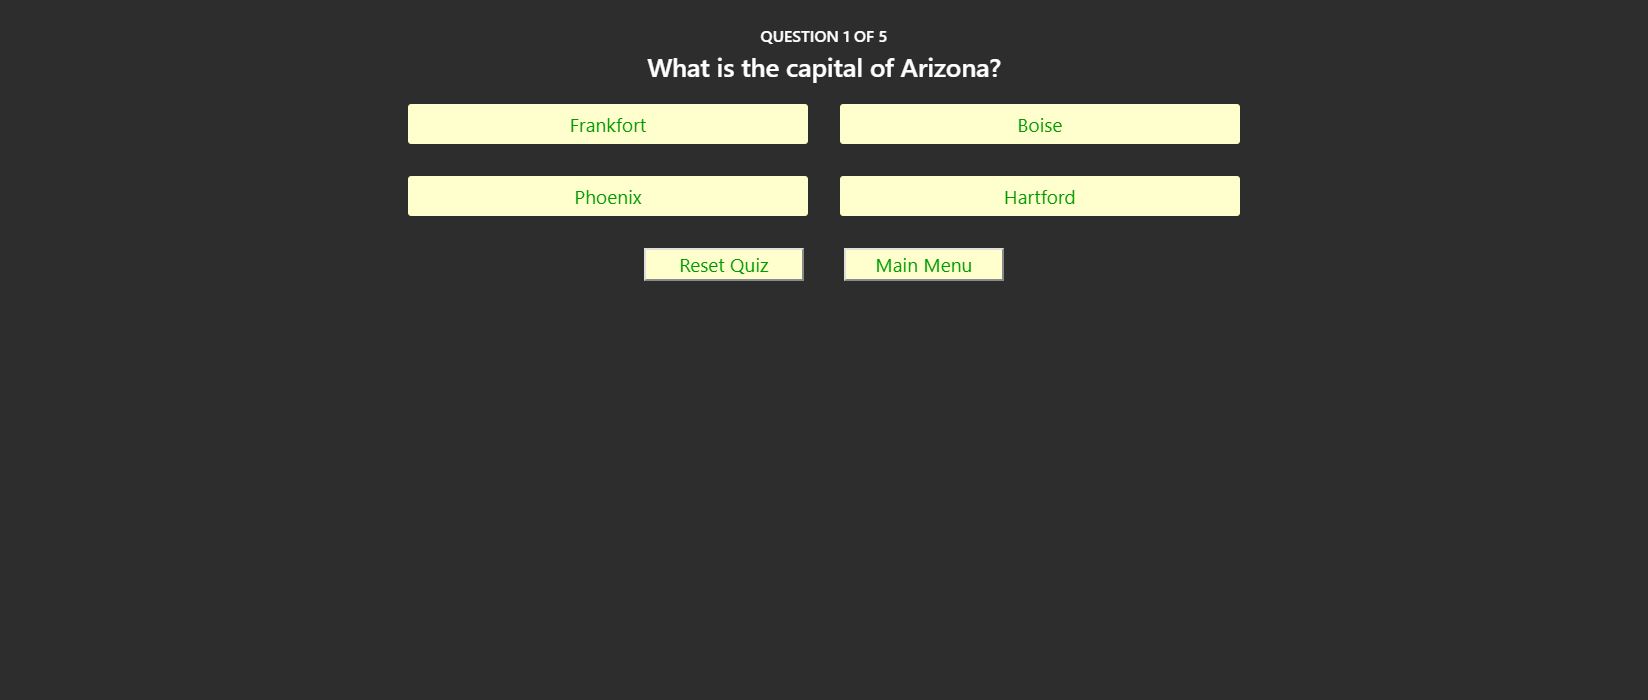 QUESTION 1 OF 5
What is the capital of Arizona?
Frankfort
Boise
Phoenix
Hartford
Reset Quiz
Main Menu